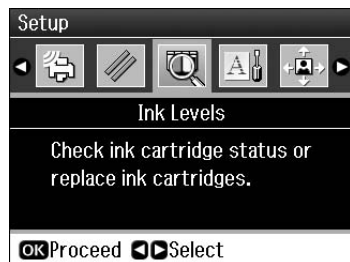 Setup
Ink Levels
Check ink cartridge status or
replace ink cartridges.
OK Proceed Select